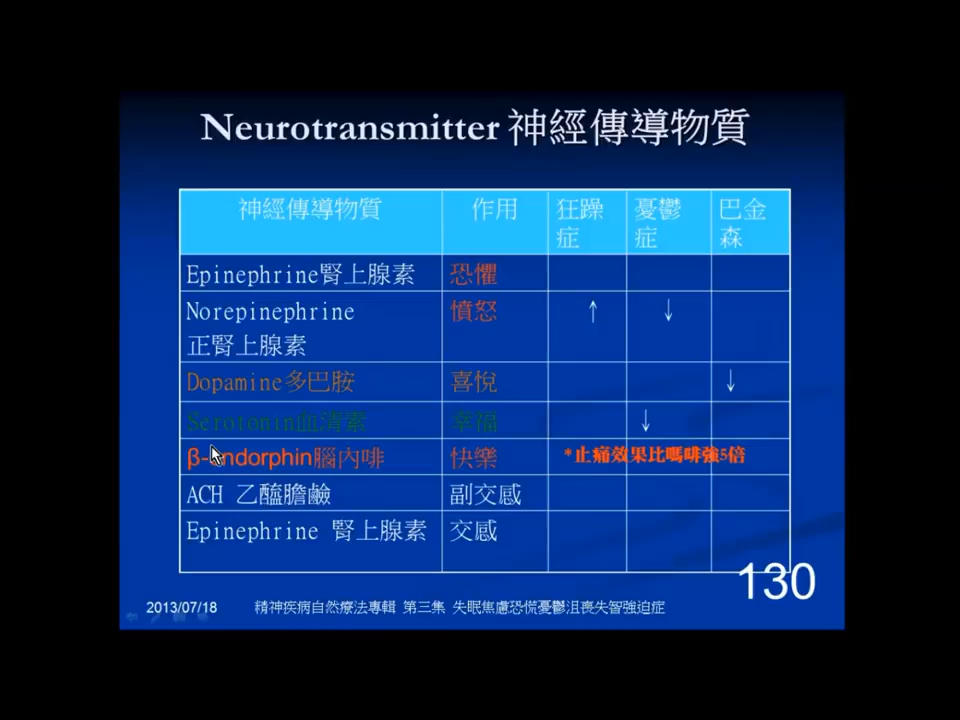 Neurotransmitter 神經傳導物質
神經傳導物質 作用 狂躁症 憂鬱症 巴金森
Epinephrine腎上腺素 恐懼
Norepinephrine 憤怒 ↑ ↓
正腎上腺素
Dopamine多巴胺 喜悅 ↓
Serotonin血清素 幸福 ↓
β-endorphin腦內啡 快樂 *止痛效果比嗎啡強5倍
ACH 乙醯膽鹼 副交感
Epinephrine 腎上腺素 交感
130
2013/07/18 精神疾病自然療法專輯 第三集 失眠焦慮恐慌憂鬱沮喪失智強迫症